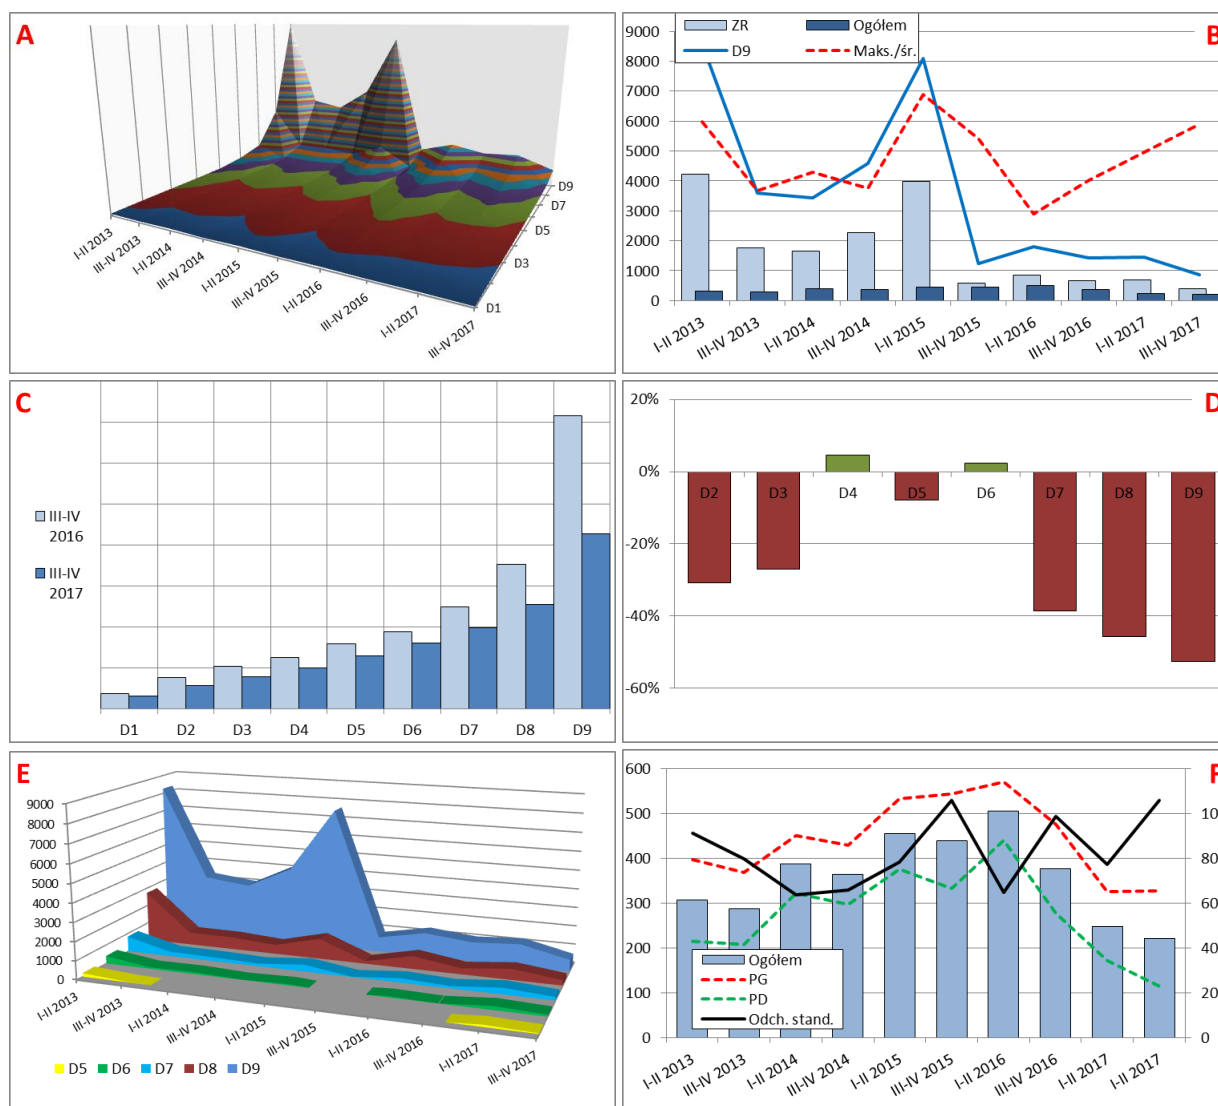 A
I-II 2013
III-IV 2013
I-II 2014
III-IV 2014
I-II 2015
III-IV 2015
I-II 2016
III-IV 2016
I-II 2017
III-IV 2017
D9
D7
D5
D3
D1
B
ZR
Ogółem
D9
Maks./śr.
9000
8000
7000
6000
5000
4000
3000
2000
1000
0
I-II 2013
III-IV 2013
I-II 2014
III-IV 2014
I-II 2015
III-IV 2015
I-II 2016
III-IV 2016
I-II 2017
III-IV 2017
C
III-IV
2016
III-IV
2017
D1 D2 D3 D4 D5 D6 D7 D8 D9
D
20%
0%
-20%
-40%
-60%
D2 D3 D4 D5 D6 D7 D8 D9
E
9000
8000
7000
6000
5000
4000
3000
2000
1000
0
I-II 2013
III-IV 2013
I-II 2014
III-IV 2014
I-II 2015
III-IV 2015
I-II 2016
III-IV 2016
I-II 2017
III-IV 2017
D5 D6 D7 D8 D9
F
600
500
400
300
200
100
0
Ogółem
PG
PD
Odch. stand.
10
80
60
40
20
0
I-II 2013
III-IV 2013
I-II 2014
III-IV 2014
I-II 2015
III-IV 2015
I-II 2016
III-IV 2016
I-II 2017
I-II 2017